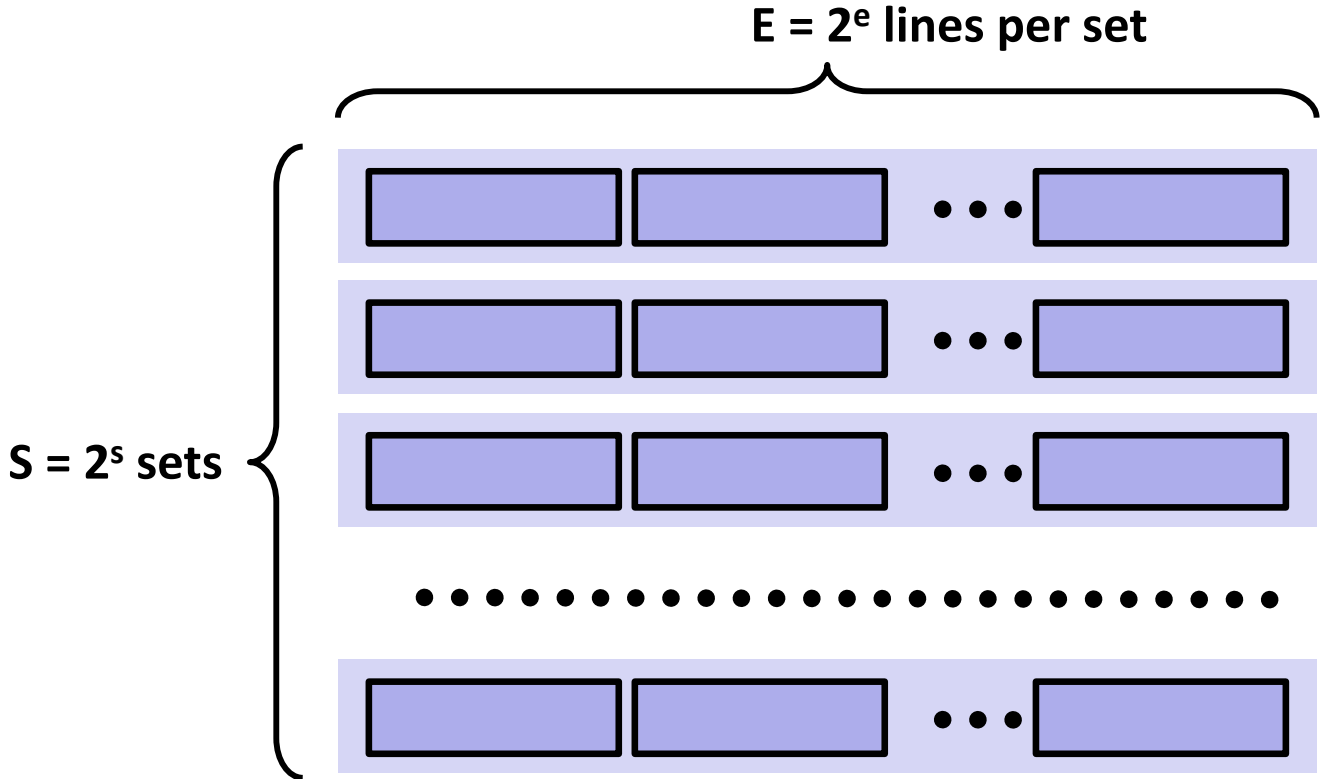 E = 2ᵉ lines per set
S = 2ˢ sets